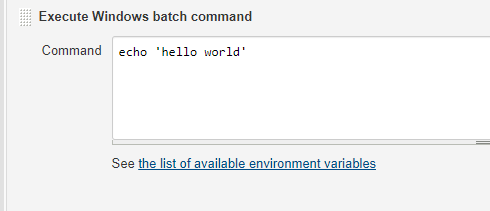 Execute Windows batch command
Command
echo 'hello world'
See the list of available environment variables